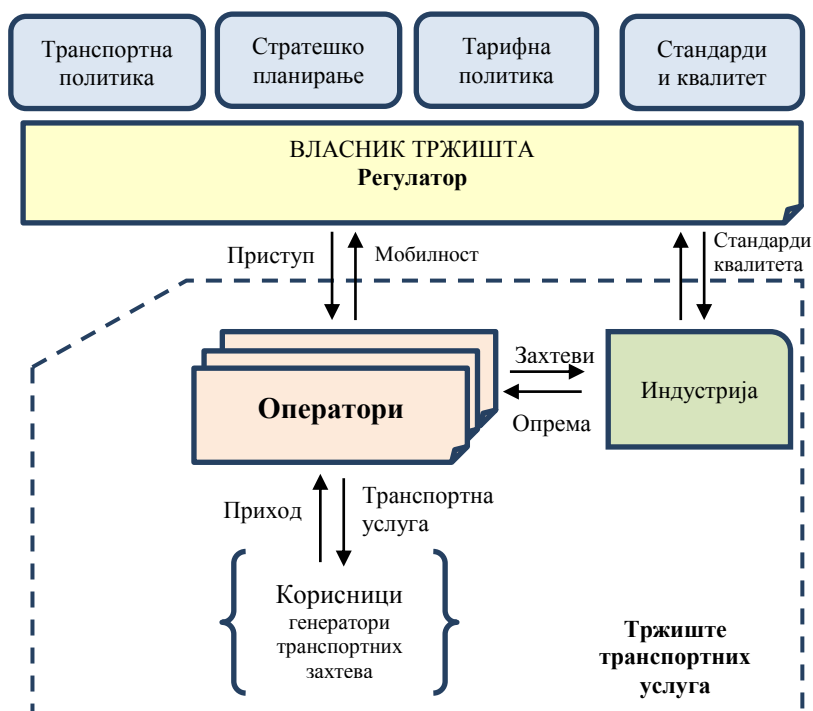 Транспортна
политика
Стратешко
планирање
Тарифна
политика
Стандарди
и квалитет
ВЛАСНИК ТРЖИШТА
Регулатор
Приступ
Мобилност
Стандарди
квалитета
Оператори
Захтеви
Опрема
Индустрија
Приход
Транспортна
услуга
Корисници
генератори
транспортних
захтева
Тржиште
транспортних
услуга